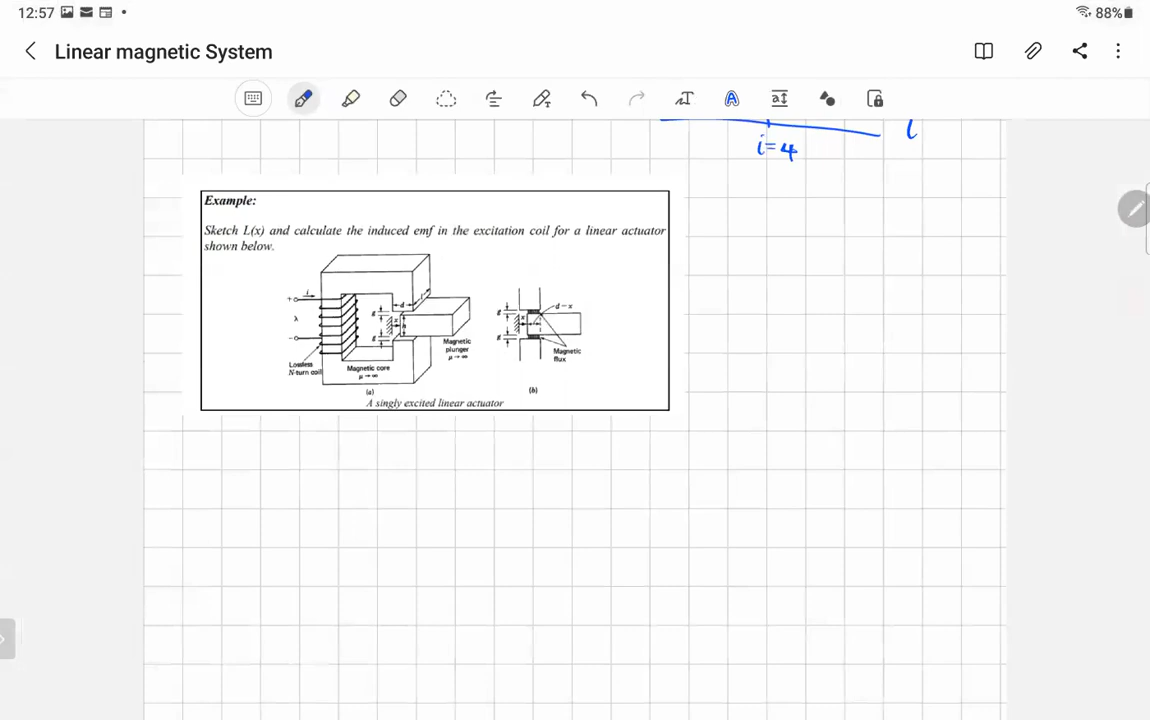 12:57
88%
Linear magnetic System
i=4
i
Example:
Sketch L(x) and calculate the induced emf in the excitation coil for a linear actuator
shown below.
i
d
l
+
λ
−
g
x
h
g
Lossless
N-turn coil
Magnetic core
μ → ∞
Magnetic
plunger
μ → ∞
(a)
d−x
g
x
g
Magnetic
flux
(b)
A singly excited linear actuator